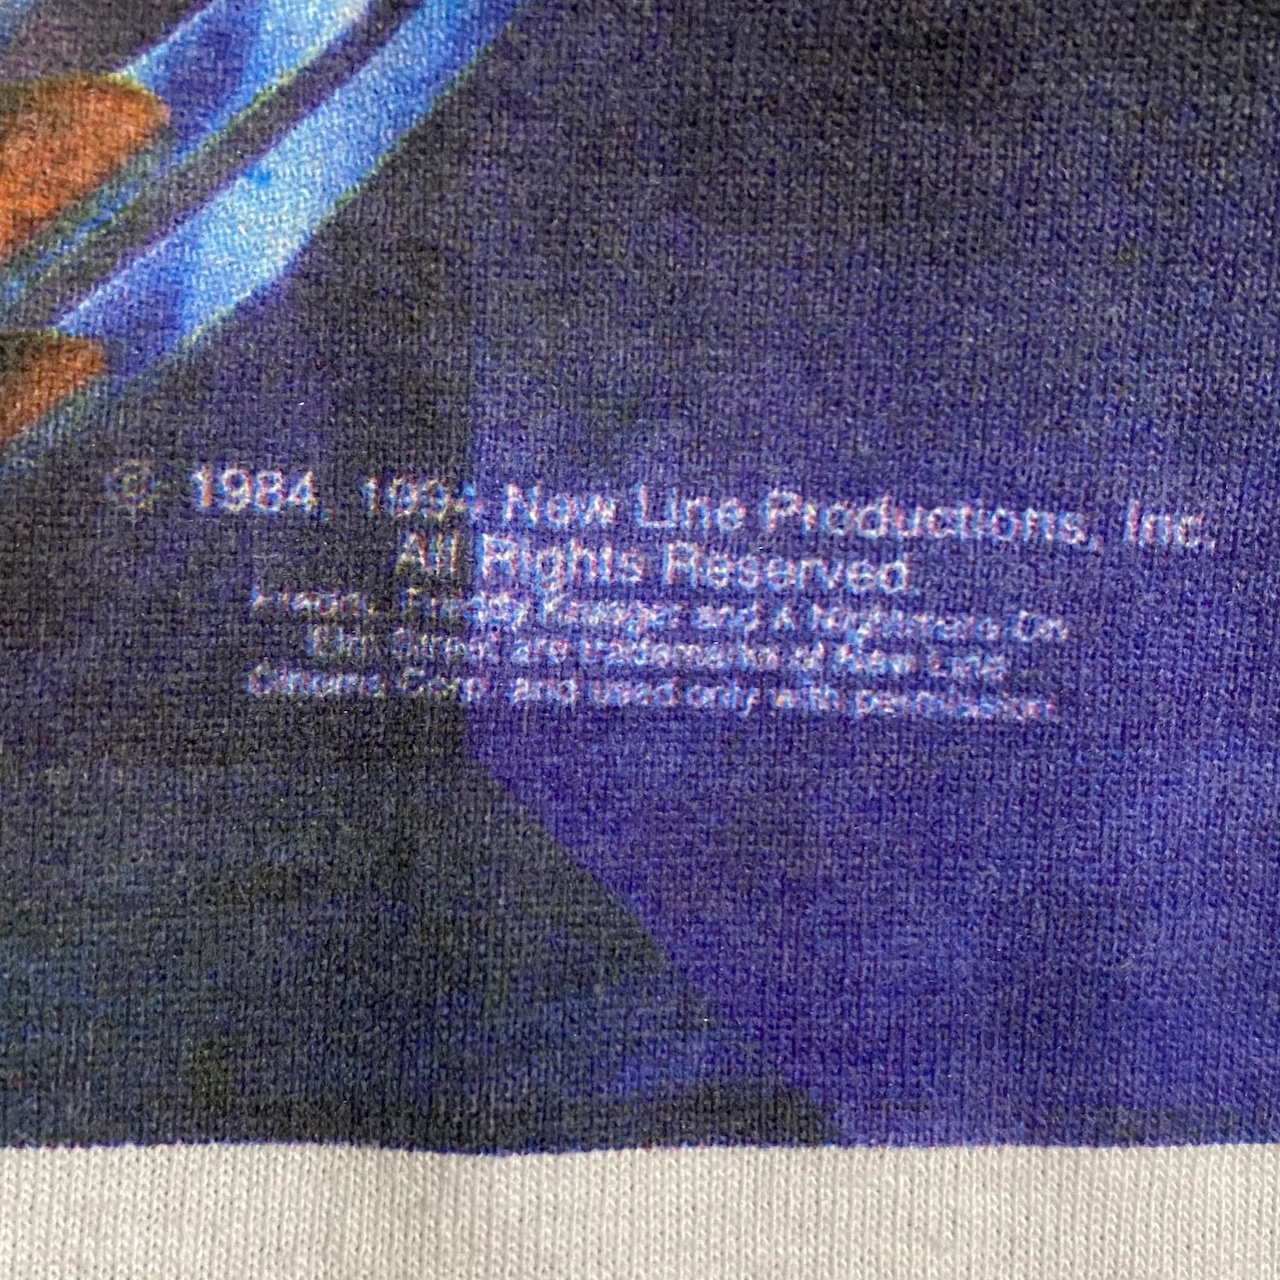 © 1984, 1994 New Line Productions, Inc.
All Rights Reserved.
Freddy Krueger and A Nightmare On
Elm Street are trademarks of New Line
Cinema Corp. and used only with permission.